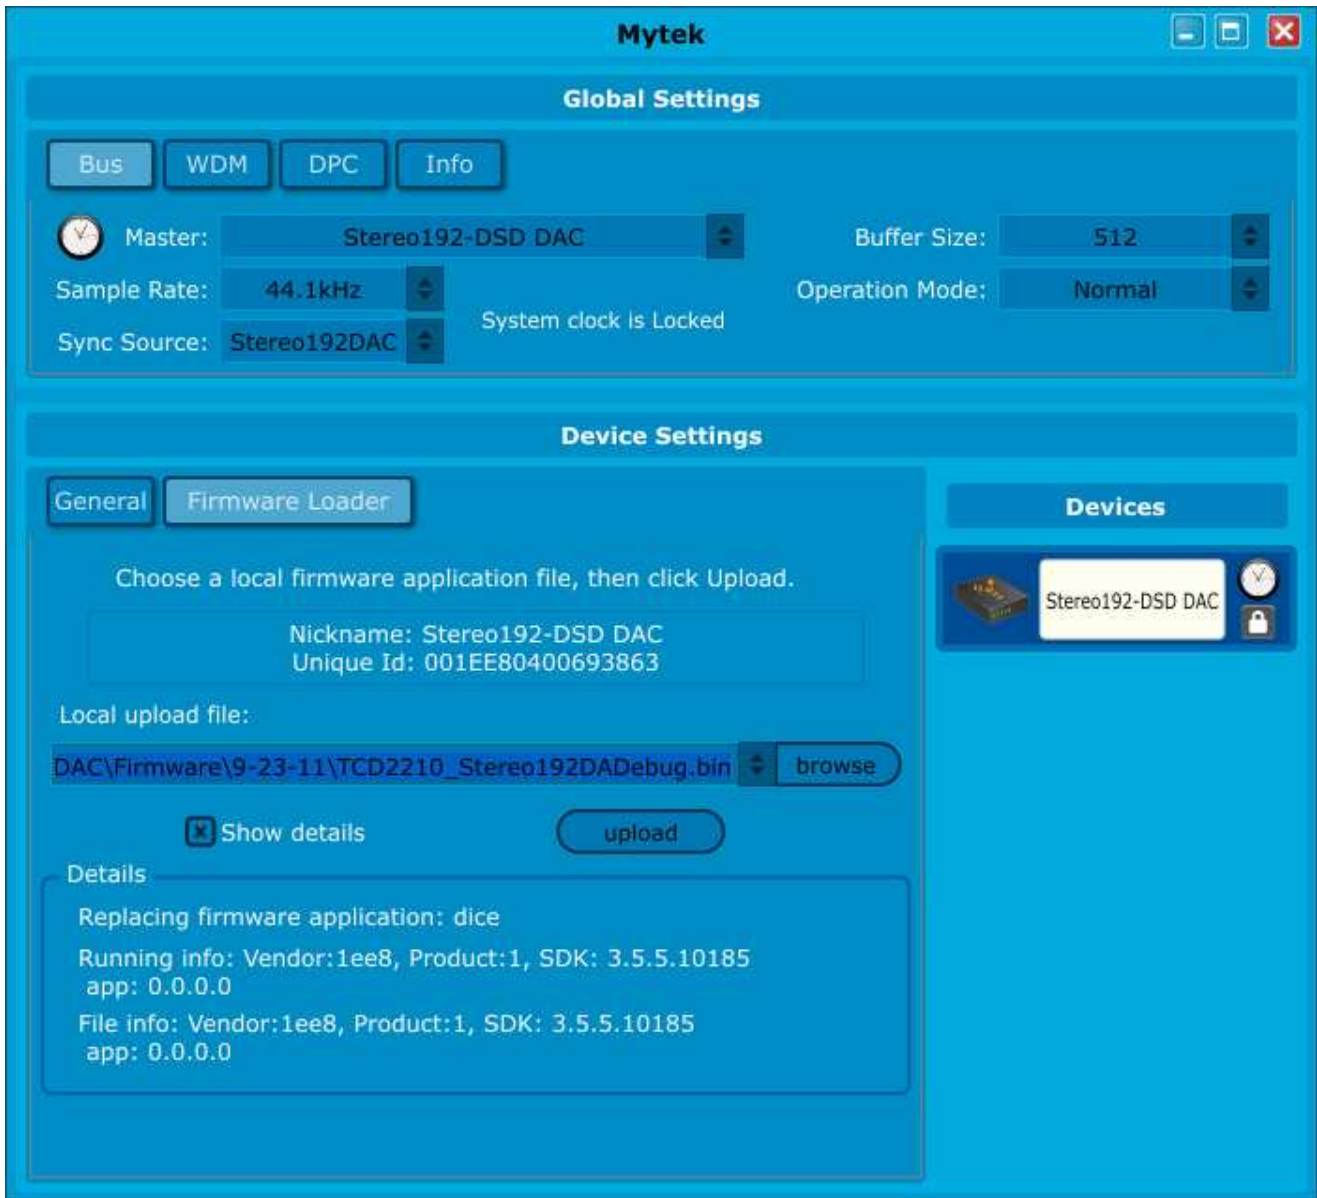 Mytek
Global Settings
Bus WDM DPC Info
Master: Stereo192-DSD DAC Buffer Size: 512
Sample Rate: 44.1kHz Operation Mode: Normal
System clock is Locked
Sync Source: Stereo192DAC
Device Settings
General Firmware Loader
Devices
Choose a local firmware application file, then click Upload.
Stereo192-DSD DAC
Nickname: Stereo192-DSD DAC
Unique Id: 001EE80400693863
Local upload file:
DAC\Firmware\9-23-11\TCD2210_Stereo192DADebug.bin browse
Show details upload
Details
Replacing firmware application: dice
Running info: Vendor:1ee8, Product:1, SDK: 3.5.5.10185
app: 0.0.0.0
File info: Vendor:1ee8, Product:1, SDK: 3.5.5.10185
app: 0.0.0.0